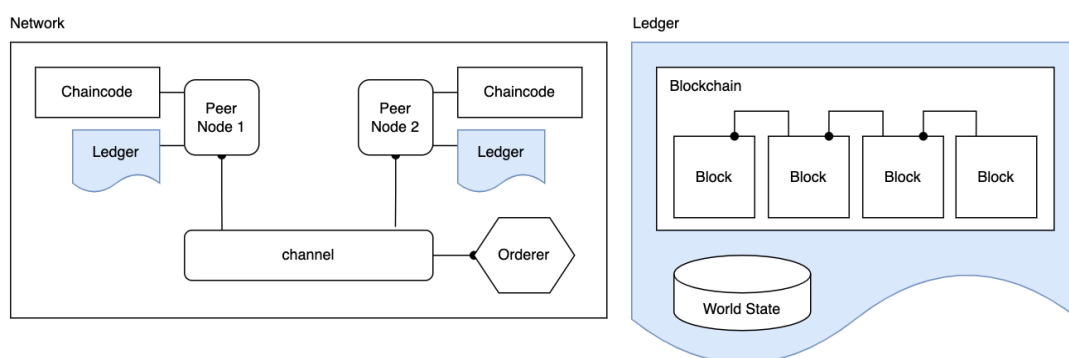 Network
Chaincode
Peer
Node 1
Ledger
Peer
Node 2
Chaincode
Ledger
channel
Orderer
Ledger
Blockchain
Block
Block
Block
Block
World State